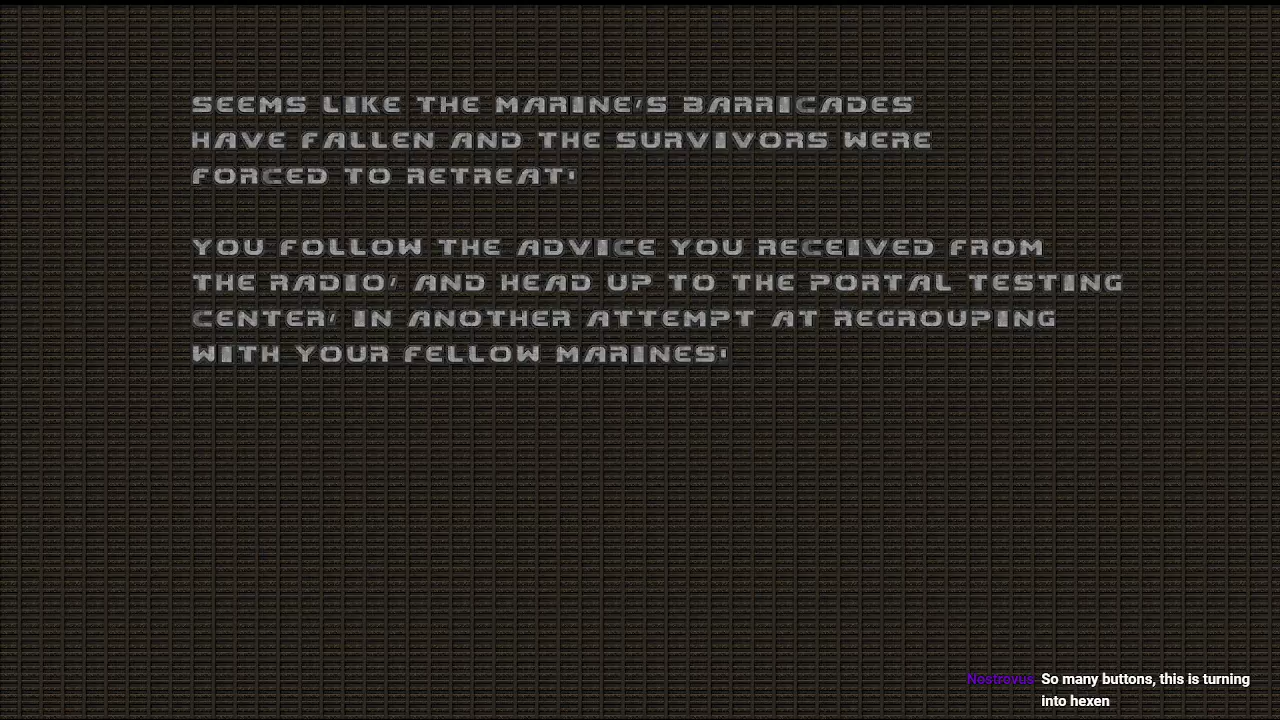 SEEMS LIKE THE MARINE'S BARRICADES
HAVE FALLEN AND THE SURVIVORS WERE
FORCED TO RETREAT!
YOU FOLLOW THE ADVICE YOU RECEIVED FROM
THE RADIO, AND HEAD UP TO THE PORTAL TESTING
CENTER, IN ANOTHER ATTEMPT AT REGROUPING
WITH YOUR FELLOW MARINES.
Nostrovus So many buttons, this is turning
into hexen